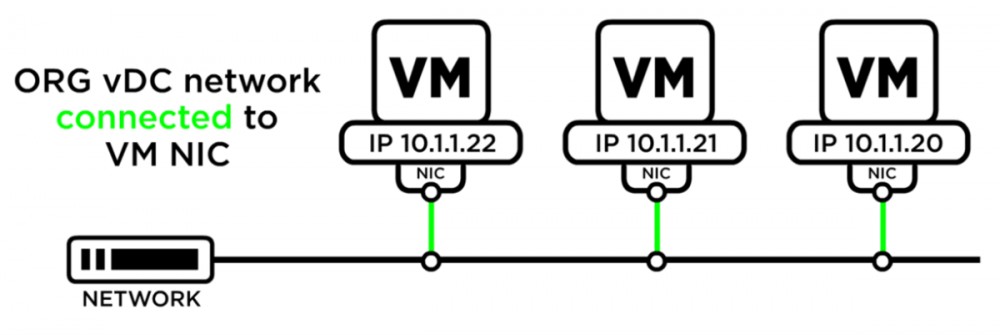 ORG vDC network
connected to
VM NIC
VM
IP 10.1.1.22
NIC
VM
IP 10.1.1.21
NIC
VM
IP 10.1.1.20
NIC
NETWORK